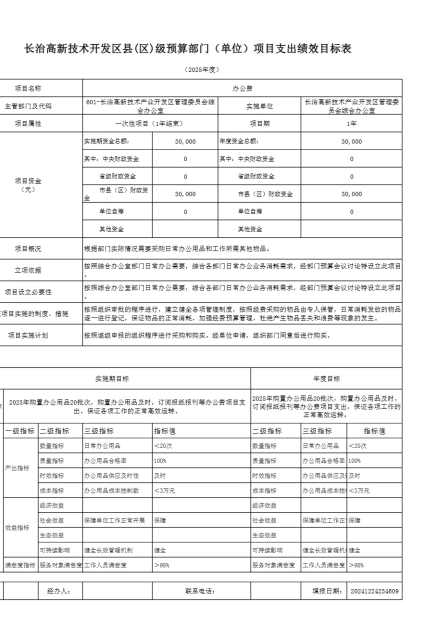 长治高新技术开发区县(区)级预算部门（单位）项目支出绩效目标表
（2025年度）
项目名称 办公费
主管部门及代码 601-长治高新技术产业开发区管理委员会综合办公室 实施单位 长治高新技术产业开发区管理委员会综合办公室
项目属性 一次性项目（1年结束） 项目期 1年
项目资金（元） 实施期资金总额： 30,000 年度资金总额： 30,000
其中：中央财政资金 0 其中：中央财政资金 0
省级财政资金 0 省级财政资金 0
市县（区）财政资金 30,000 市县（区）财政资金 30,000
单位自筹 0 单位自筹 0
其他资金 其他资金
项目概况 根据部门实际情况需要采购日常办公用品和工作所需其他物品。
立项依据 按照综合办公室部门日常办公需要，综合各部门日常办公业务消耗需求，经部门预算会议讨论特设立此项目。
项目设立必要性 按照综合办公室部门日常办公需要，综合各部门日常办公业务消耗需求，经部门预算会议讨论特设立此项目。
项目实施的制度、措施 按照组织审批的程序进行，建立健全各项管理制度，按照经费采购的物品由专人保管，日常消耗发放的物品逐一进行登记，保证物品的正常消耗，加强经费预算管理，杜绝产生物品丢失和浪费等现象的发生。
项目实施计划 按照逐级申报的组织程序进行采购和购买。经单位申请，组织部门同意后进行购买。
实施期目标 年度目标
2025年购置办公用品20批次，购置办公用品及时，订阅报纸报刊等办公费项目支出，保证各项工作的正常高效运转。 2025年购置办公用品20批次，购置办公用品及时，订阅报纸报刊等办公费项目支出，保证各项工作的正常高效运转。
一级指标 二级指标 三级指标 指标值 二级指标 三级指标 指标值
产出指标 数量指标 日常办公用品 ＜20次 数量指标 日常办公用品 ＜20次
质量指标 办公用品合格率 100% 质量指标 办公用品合格率 100%
时效指标 办公用品供应及时性 及时 时效指标 办公用品供应及 及时
成本指标 办公用品成本控制数 ＜3万元 成本指标 办公用品成本控 ＜3万元
效益指标 经济效益 经济效益
社会效益 保障单位工作正常开展 保障 社会效益 保障单位工作正 保障
生态效益 生态效益
可持续影响 健全长效管理机制 健全 可持续影响 健全长效管理机 健全
满意度指标 服务对象满意度 工作人员满意度 ＞98% 服务对象满意度 工作人员满意度 ＞98%
经办人： 联系电话： 填报日期： 20241224254609